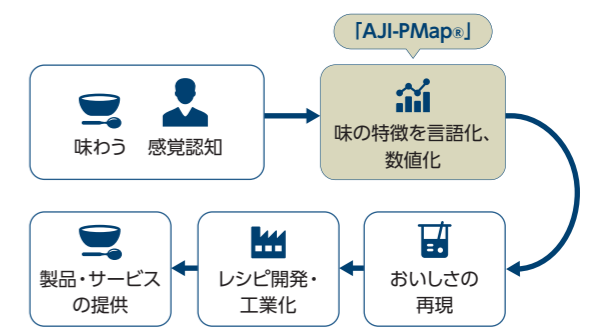 「AJI-PMap®」
味わう 感覚認知
味の特徴を言語化、
数値化
おいしさの
再現
レシピ開発・
工業化
製品・サービス
の提供